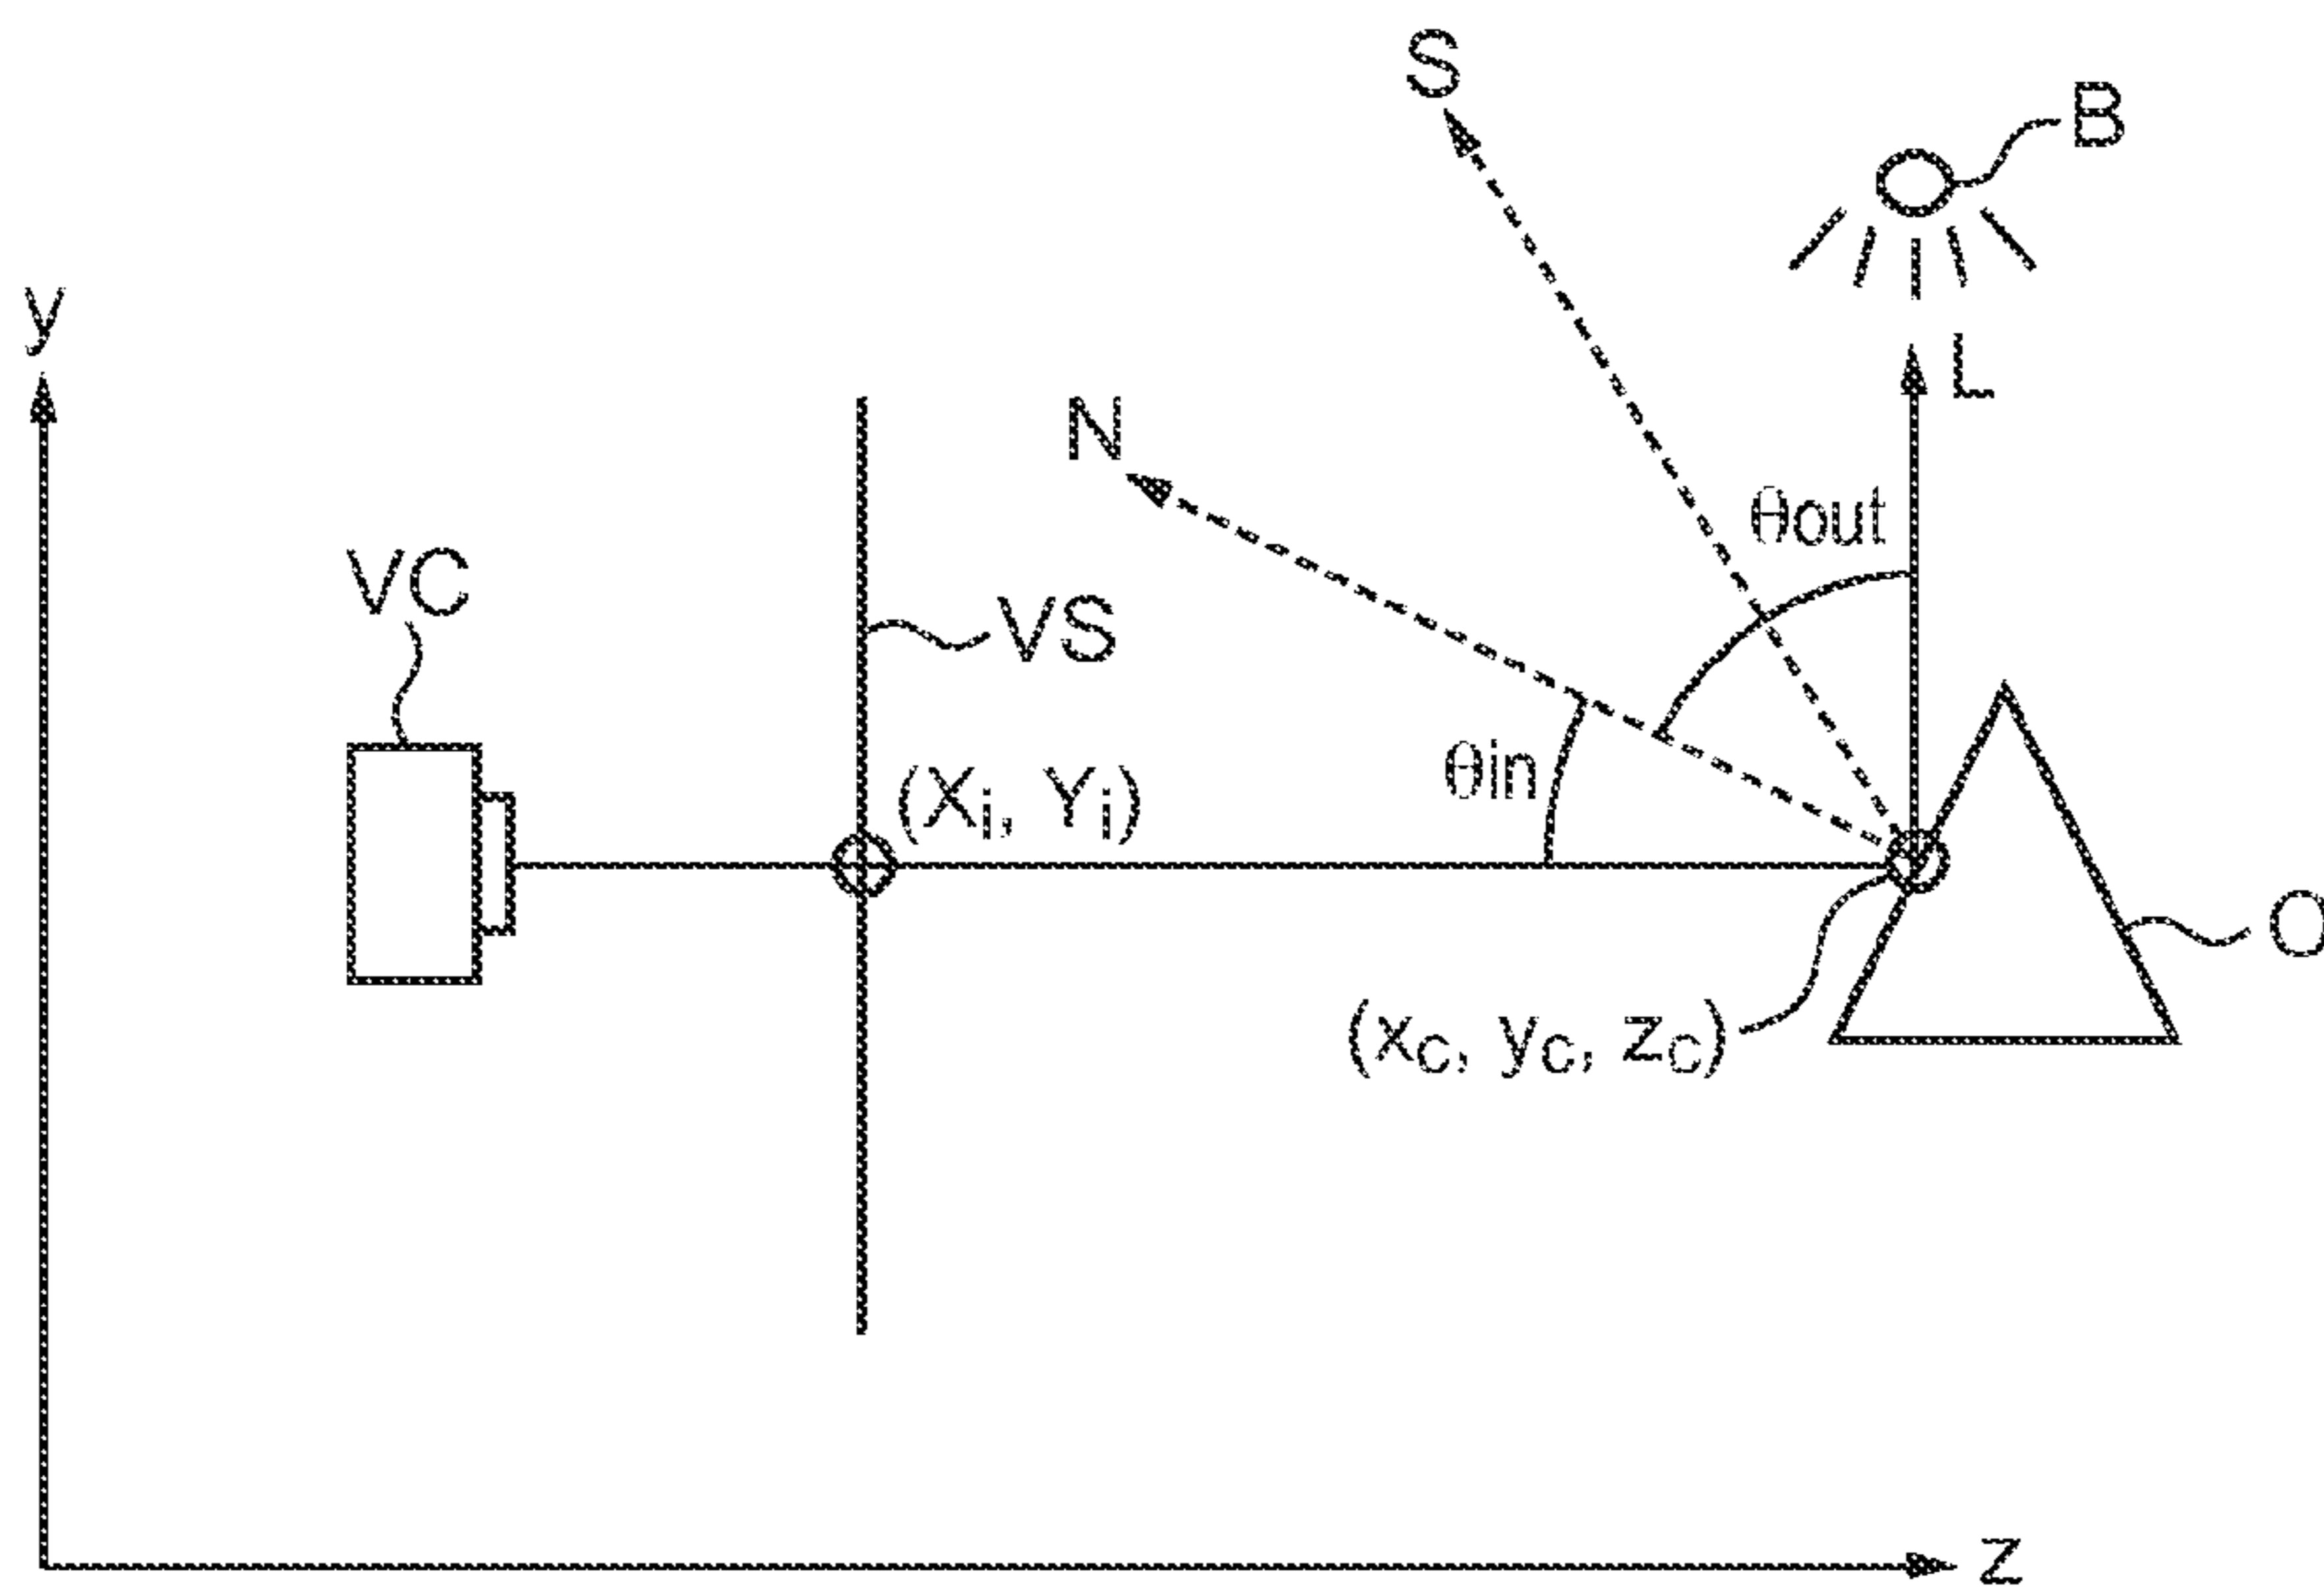 S
B
y
L
N
θout
VC
VS
(Xi, Yi)
θin
O
(xc, yc, zc)
z